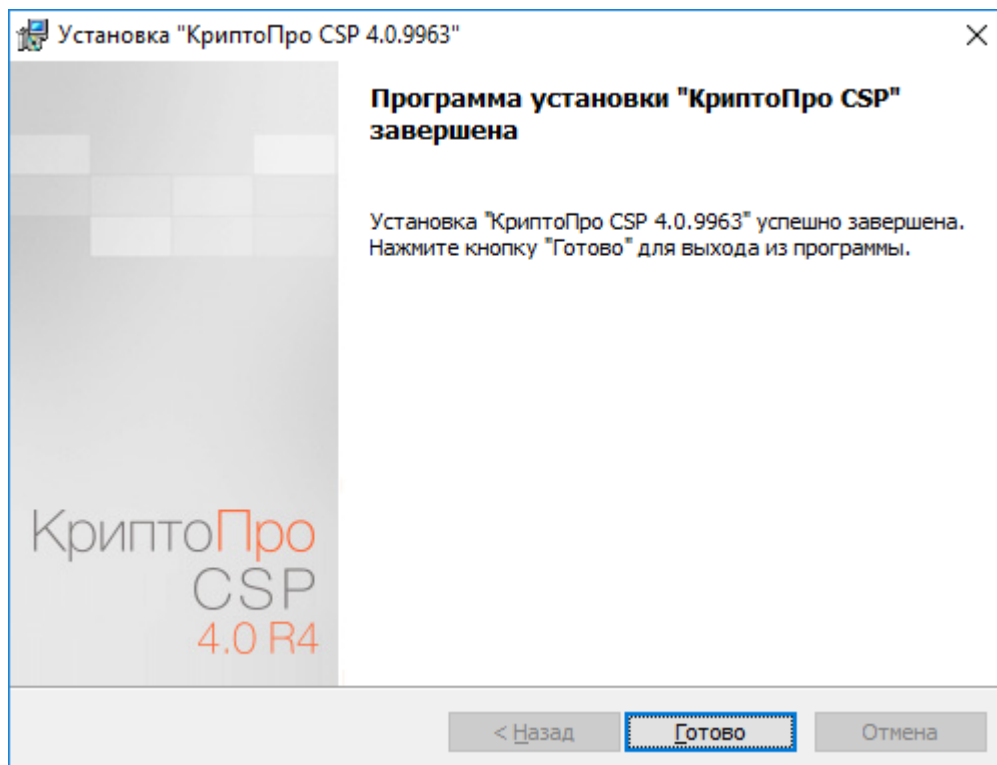 Установка "КриптоПро CSP 4.0.9963"
Программа установки "КриптоПро CSP"
завершена
Установка "КриптоПро CSP 4.0.9963" успешно завершена.
Нажмите кнопку "Готово" для выхода из программы.
КриптоПро
CSP
4.0 R4
< Назад
Готово
Отмена